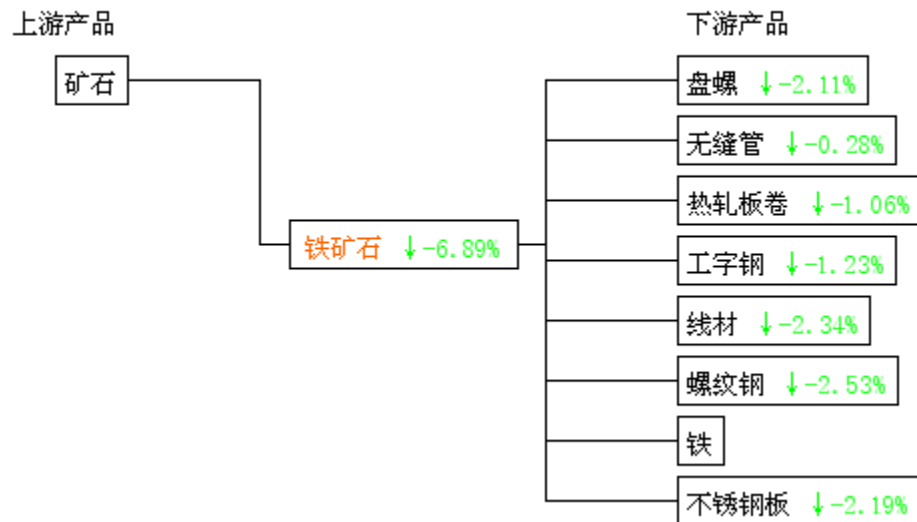 上游产品
下游产品
矿石
盘螺 ↓-2.11%
无缝管 ↓-0.28%
热轧板卷 ↓-1.06%
铁矿石 ↓-6.89%
工字钢 ↓-1.23%
线材 ↓-2.34%
螺纹钢 ↓-2.53%
铁
不锈钢板 ↓-2.19%